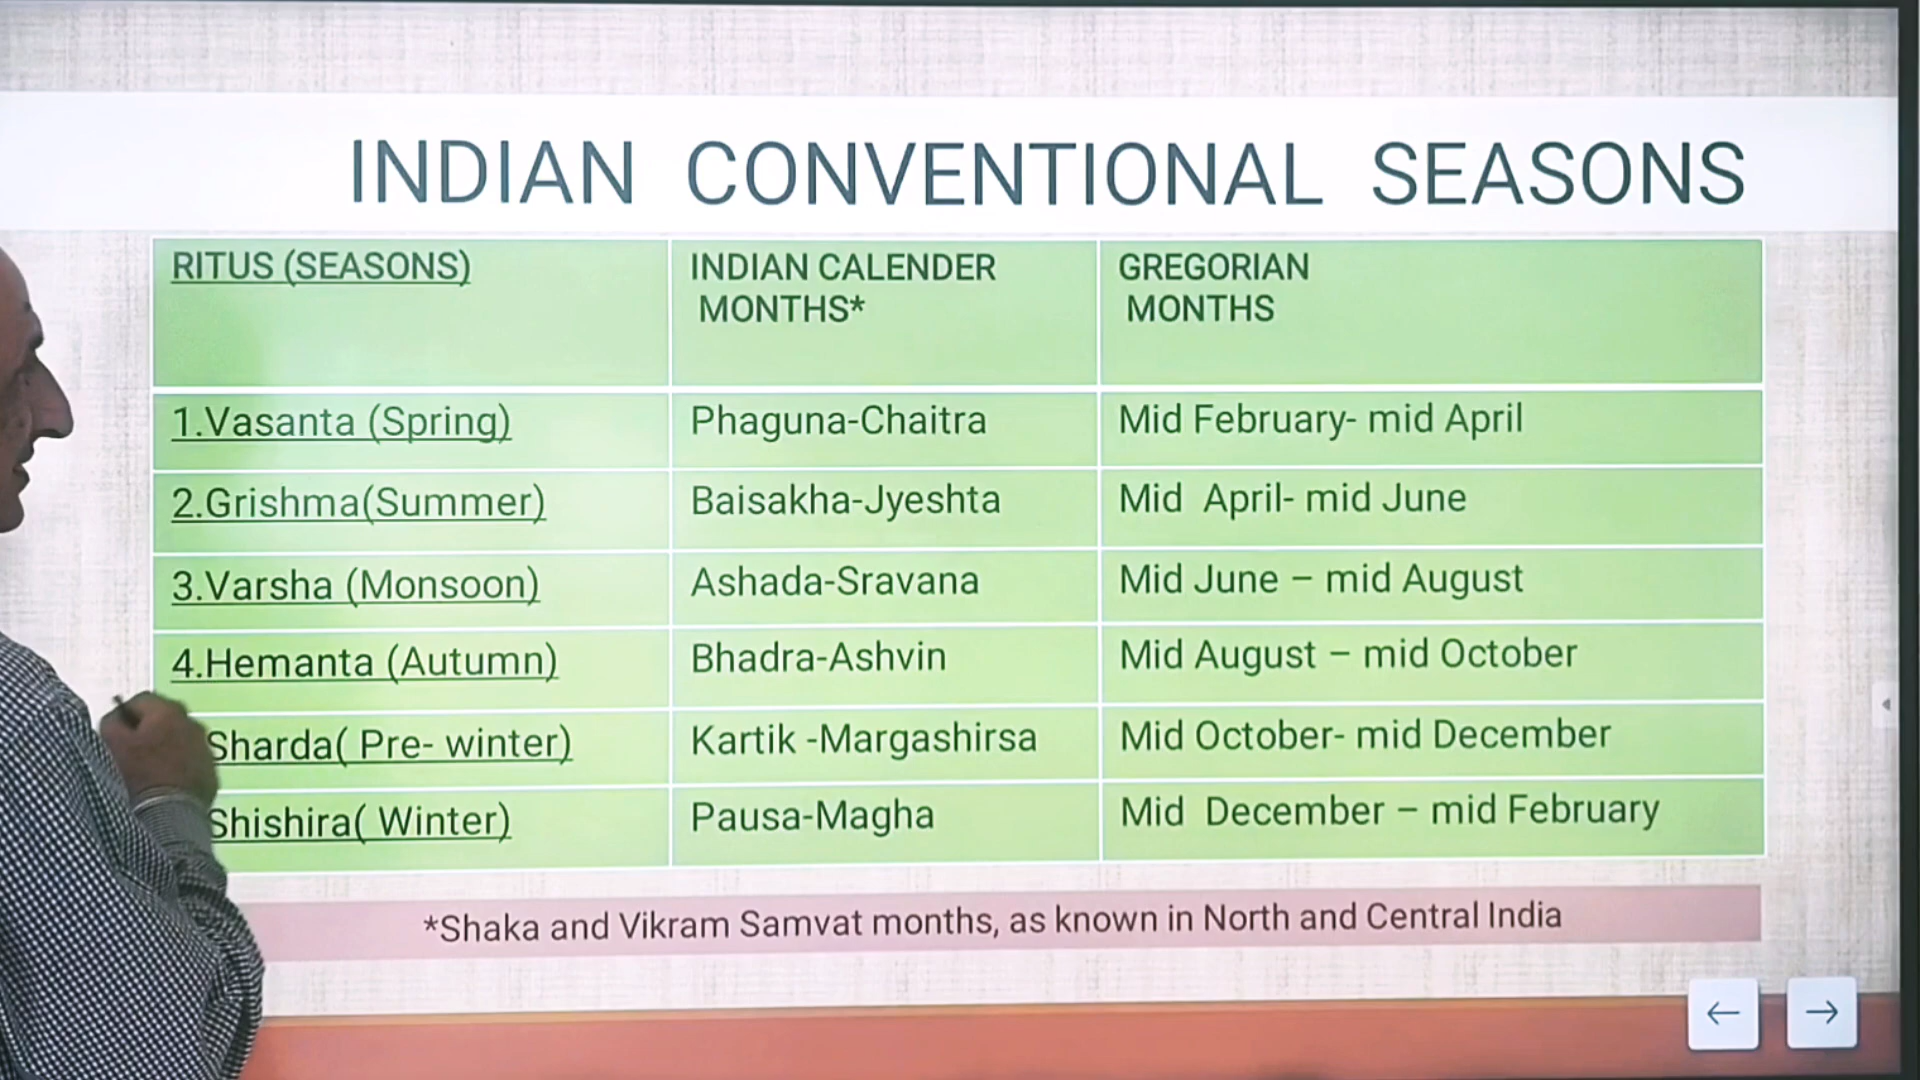 INDIAN CONVENTIONAL SEASONS
RITUS (SEASONS) INDIAN CALENDER MONTHS* GREGORIAN MONTHS
1.Vasanta (Spring) Phaguna-Chaitra Mid February- mid April
2.Grishma(Summer) Baisakha-Jyeshta Mid April- mid June
3.Varsha (Monsoon) Ashada-Sravana Mid June – mid August
4.Hemanta (Autumn) Bhadra-Ashvin Mid August – mid October
Sharda( Pre- winter) Kartik -Margashirsa Mid October- mid December
Shishira( Winter) Pausa-Magha Mid December – mid February
*Shaka and Vikram Samvat months, as known in North and Central India